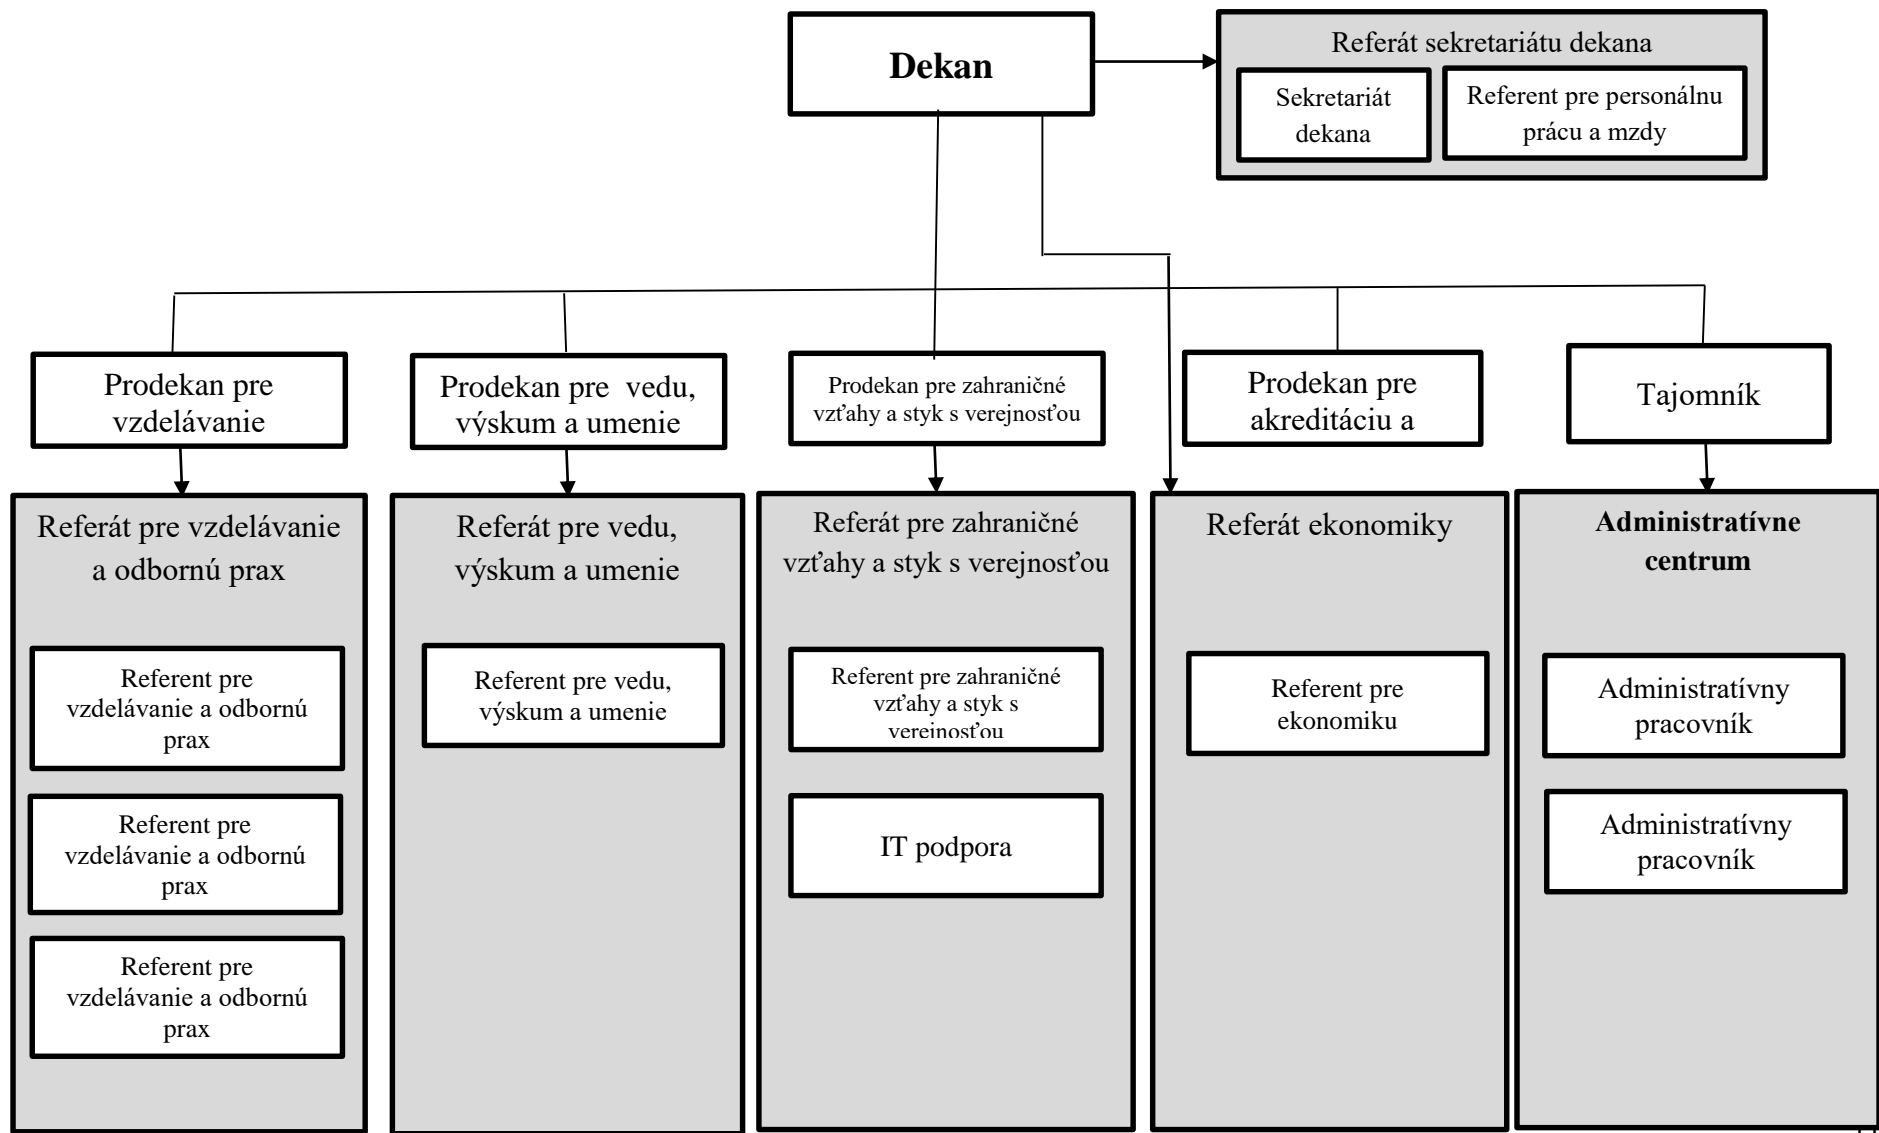 Dekan
Referát sekretariátu dekana
Sekretariát
dekana
Referent pre personálnu
prácu a mzdy
Prodekan pre
vzdelávanie
Prodekan pre vedu,
výskum a umenie
Prodekan pre zahraničné
vzťahy a styk s verejnosťou
Prodekan pre
akreditáciu a
Tajomník
Referát pre vzdelávanie
a odbornú prax
Referent pre
vzdelávanie a odbornú
prax
Referent pre
vzdelávanie a odbornú
prax
Referent pre
vzdelávanie a odbornú
prax
Referát pre vedu,
výskum a umenie
Referent pre vedu,
výskum a umenie
Referát pre zahraničné
vzťahy a styk s verejnosťou
Referent pre zahraničné
vzťahy a styk s
verejnosťou
IT podpora
Referát ekonomiky
Referent pre
ekonomiku
Administratívne
centrum
Administratívny
pracovník
Administratívny
pracovník